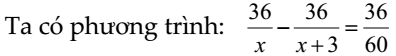 Ta có phương trình: 36/x − 36/(x+3) = 36/60